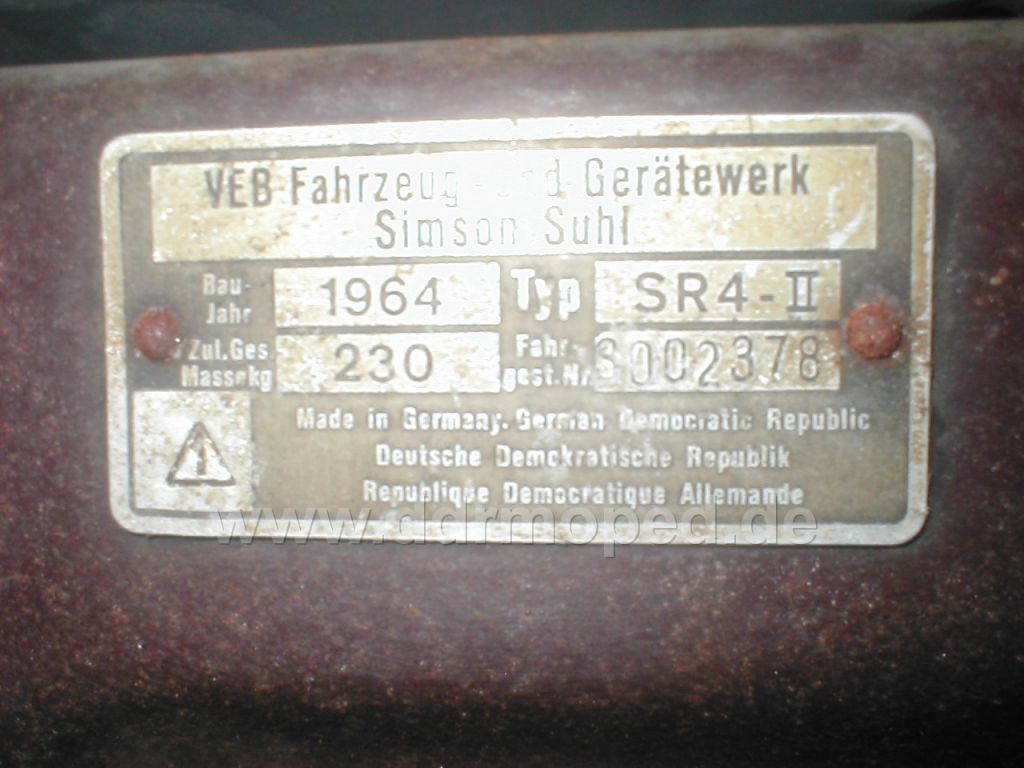 VEB Fahrzeug- und Gerätewerk
Simson Suhl
Bau-Jahr 1964 Typ SR4-II
Zul. Ges. Masse kg 230 Fahr-gest. Nr. 3002378
Made in Germany. German Democratic Republic
Deutsche Demokratische Republik
Republique Democratique Allemande
www.ddrmoped.de